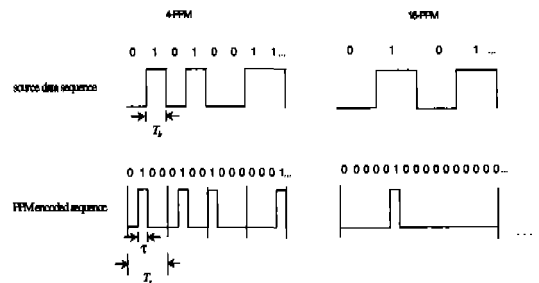 4-PPM
16-PPM
0 1 0 1 0 0 1 1...
0 1 0 1 ...
source data sequence
Tb
0 1 0 0 0 1 0 0 1 0 0 0 0 0 0 1...
0 0 0 0 0 1 0 0 0 0 0 0 0 0 0 0...
PPM encoded sequence
τ
Ts
...